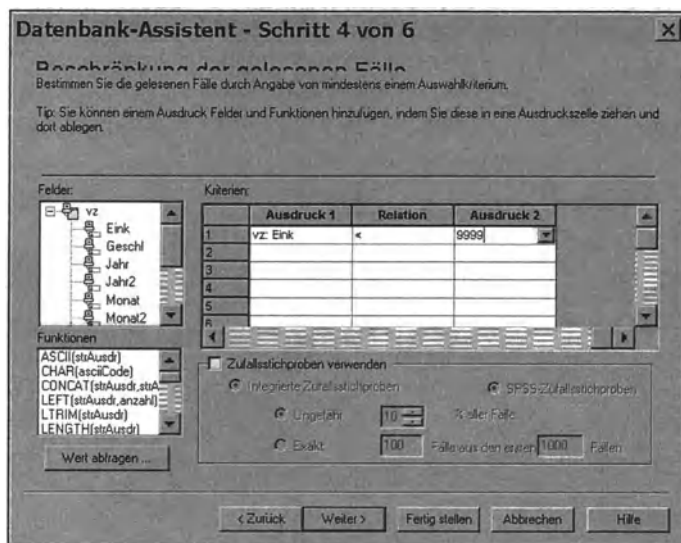 Datenbank-Assistent - Schritt 4 von 6
Beschränkung der gelesenen Fälle
Bestimmen Sie die gelesenen Fälle durch Angabe von mindestens einem Auswahlkriterium.
Tip: Sie können einem Ausdruck Felder und Funktionen hinzufügen, indem Sie diese in eine Ausdruckszelle ziehen und
dort ablegen.
Felder:
vz
Eink
Geschl
Jahr
Jahr2
Monat
Monat2
Kriterien:
Ausdruck 1 Relation Ausdruck 2
1 vz: Eink < 9999
2
3
4
5
6
Funktionen
ASCII(strAusdr)
CHAR(asciiCode)
CONCAT(strAusdr,strA
LEFT(strAusdr,anzahl)
LTRIM(strAusdr)
LENGTH(strAusdr)
Wert abfragen ...
Zufallsstichproben verwenden
Integrierte Zufallsstichproben SPSS-Zufallsstichproben
Ungefähr 10 % aller Fälle
Exakt 100 Fälle aus den ersten 1000 Fällen
< Zurück Weiter > Fertig stellen Abbrechen Hilfe